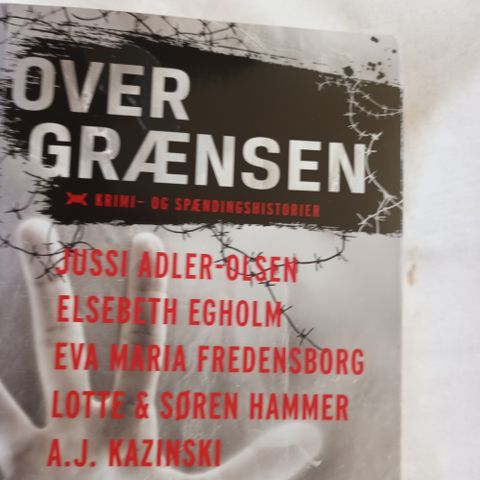 OVER
GRÆNSEN
KRIMI- OG SPÆNDINGSHISTORIER
JUSSI ADLER-OLSEN
ELSEBETH EGHOLM
EVA MARIA FREDENSBORG
LOTTE & SØREN HAMMER
A.J. KAZINSKI